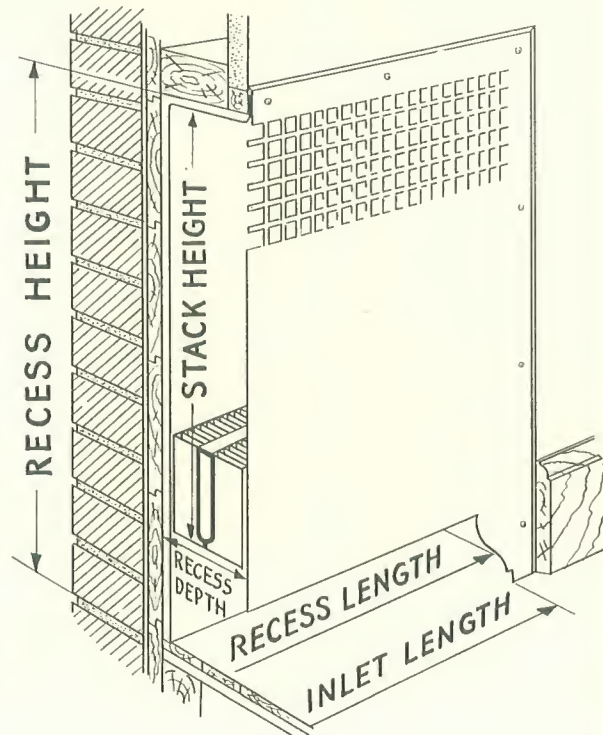 RECESS HEIGHT
STACK HEIGHT
RECESS
DEPTH
RECESS LENGTH
INLET LENGTH